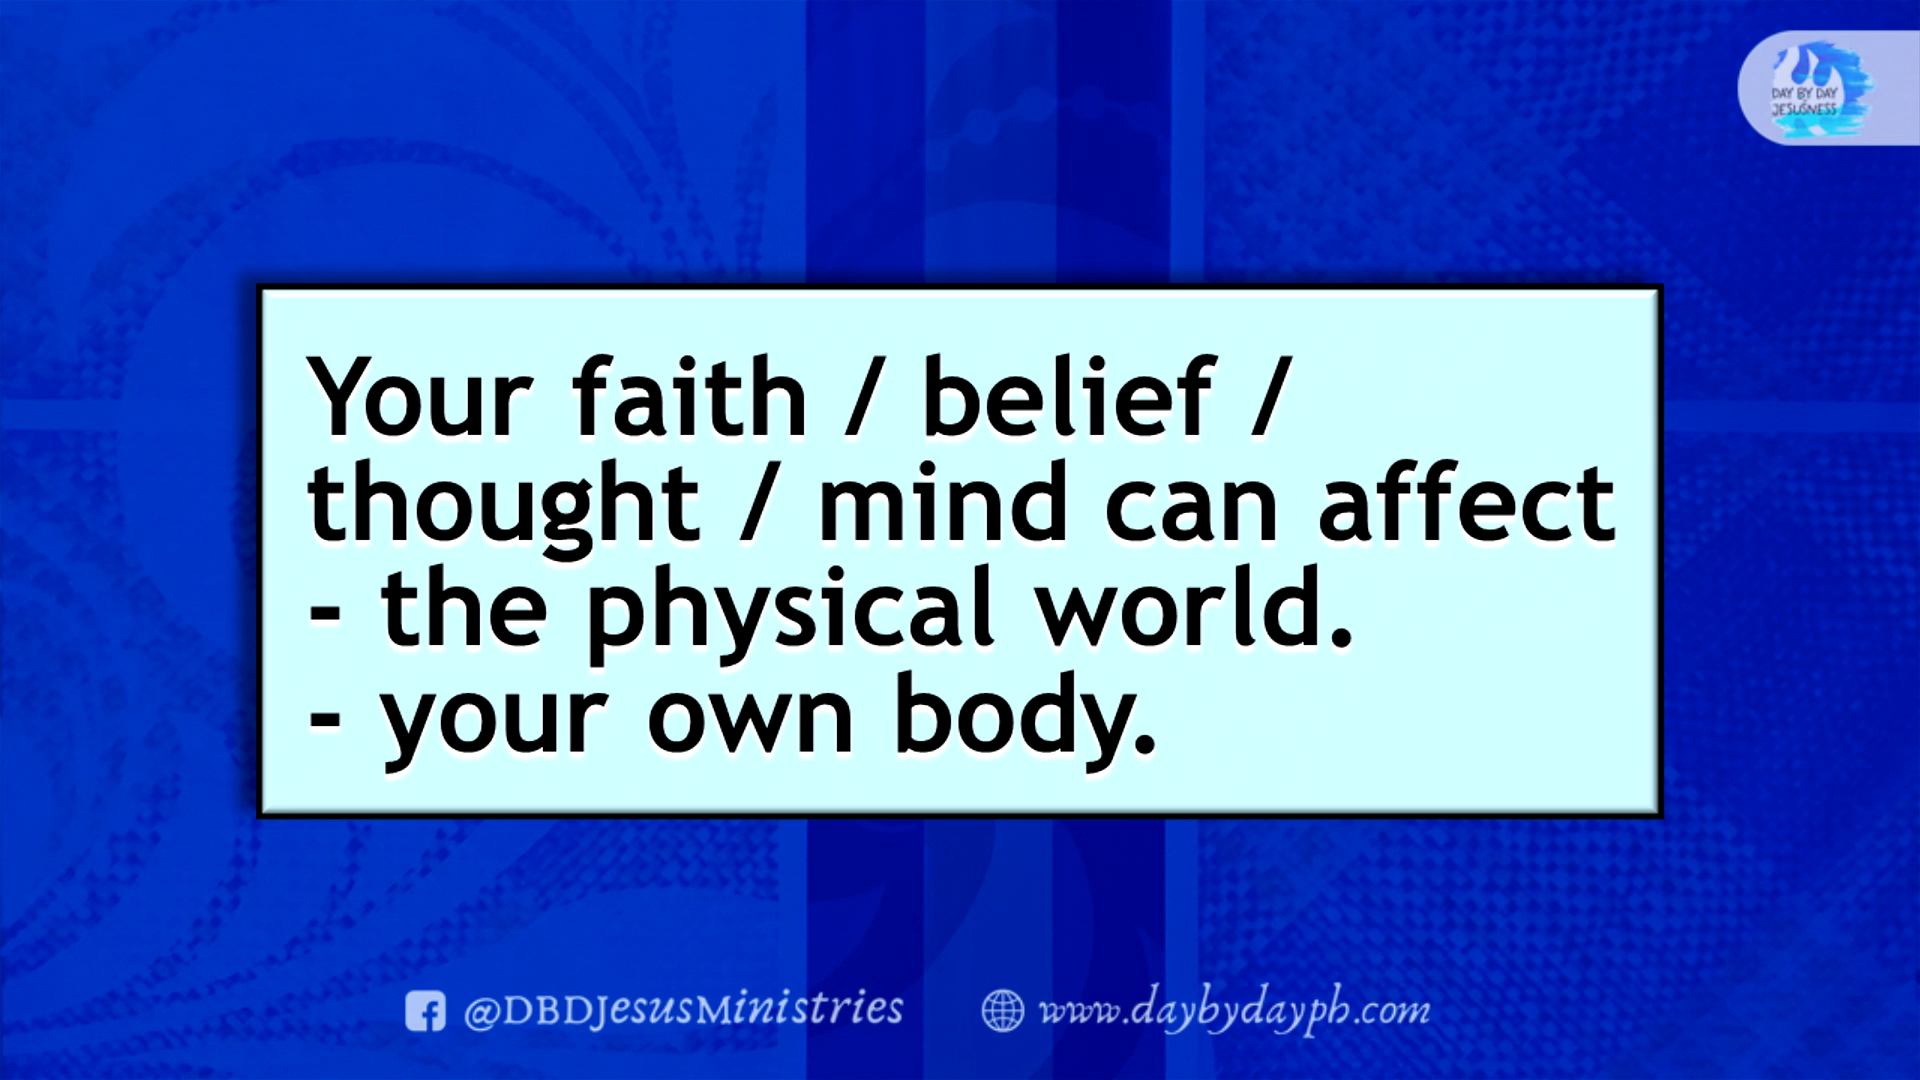 DAY BY DAY
JESUSNESS
Your faith / belief /
thought / mind can affect
- the physical world.
- your own body.
@DBDJesusMinistries
www.daybydayph.com